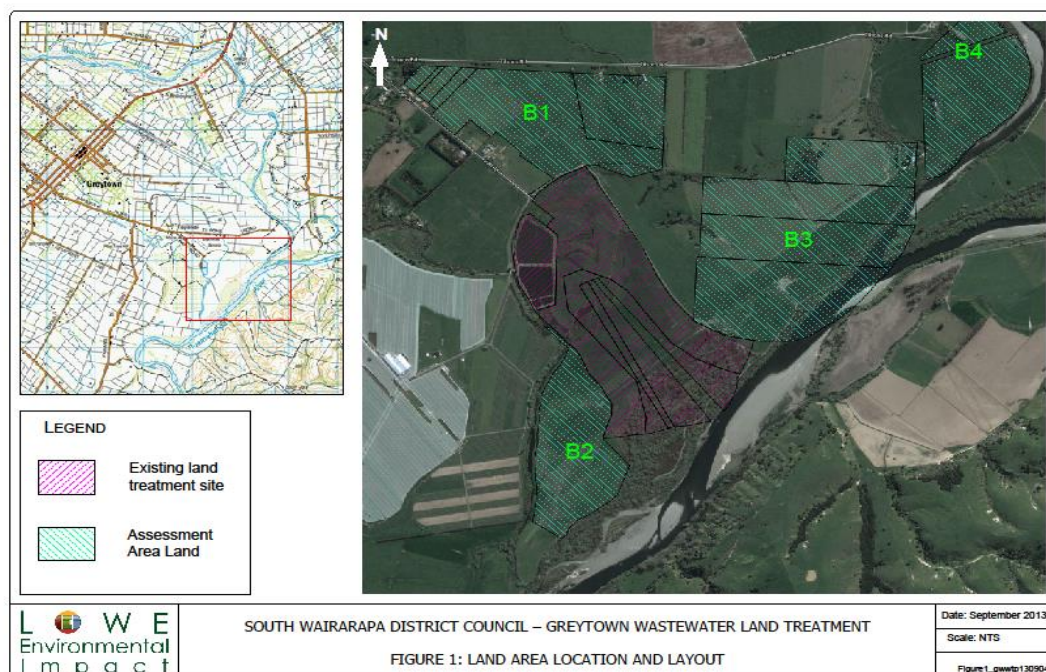 N
B1
B2
B3
B4
Greytown
LEGEND
Existing land
treatment site
Assessment
Area Land
LOWE
Environmental
Impact
SOUTH WAIRARAPA DISTRICT COUNCIL – GREYTOWN WASTEWATER LAND TREATMENT
FIGURE 1: LAND AREA LOCATION AND LAYOUT
Date: September 2013
Scale: NTS